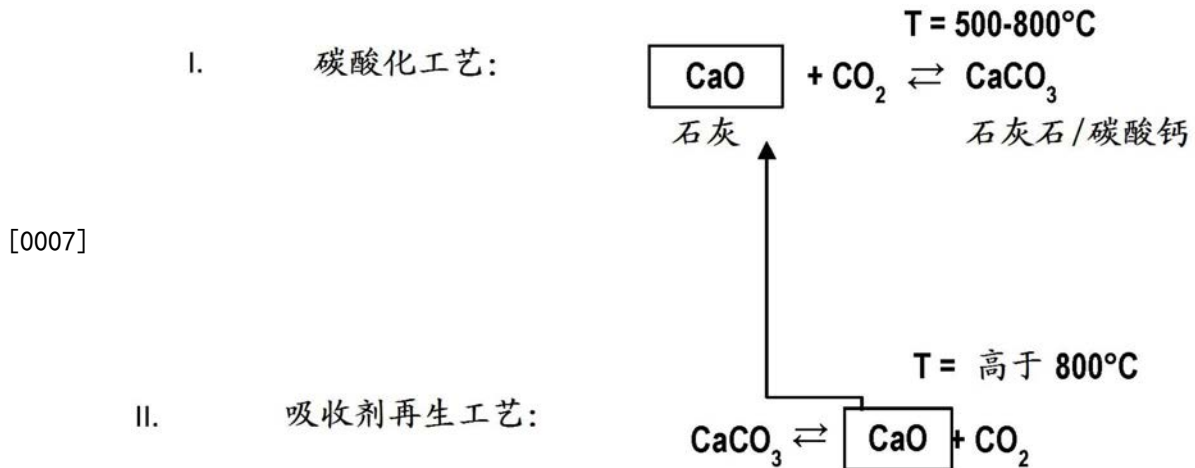 T = 500-800°C
I. 碳酸化工艺: CaO + CO₂ ⇄ CaCO₃
石灰 石灰石/碳酸钙
[0007]
T = 高于 800°C
II. 吸收剂再生工艺: CaCO₃ ⇄ CaO + CO₂